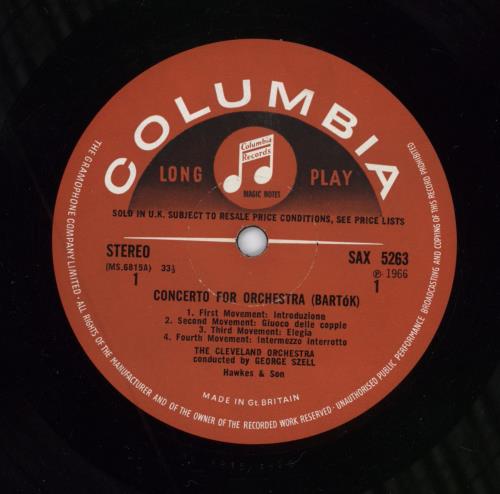 COLUMBIA
Columbia
Records
LONG PLAY
MAGIC NOTES
SOLD IN U.K. SUBJECT TO RESALE PRICE CONDITIONS, SEE PRICE LISTS
STEREO SAX 5263
(MS.6815A) 33⅓ ℗ 1966
1 1
CONCERTO FOR ORCHESTRA (BARTÓK)
1. First Movement: Introduzione
2. Second Movement: Giuoco delle coppie
3. Third Movement: Elegia
4. Fourth Movement: Intermezzo interrotto
THE CLEVELAND ORCHESTRA
conducted by GEORGE SZELL
Hawkes & Son
MADE IN Gt. BRITAIN
THE GRAMOPHONE COMPANY LIMITED · ALL RIGHTS OF THE MANUFACTURER AND OF THE OWNER OF THE RECORDED WORK RESERVED · UNAUTHORISED PUBLIC PERFORMANCE BROADCASTING AND COPYING OF THIS RECORD PROHIBITED